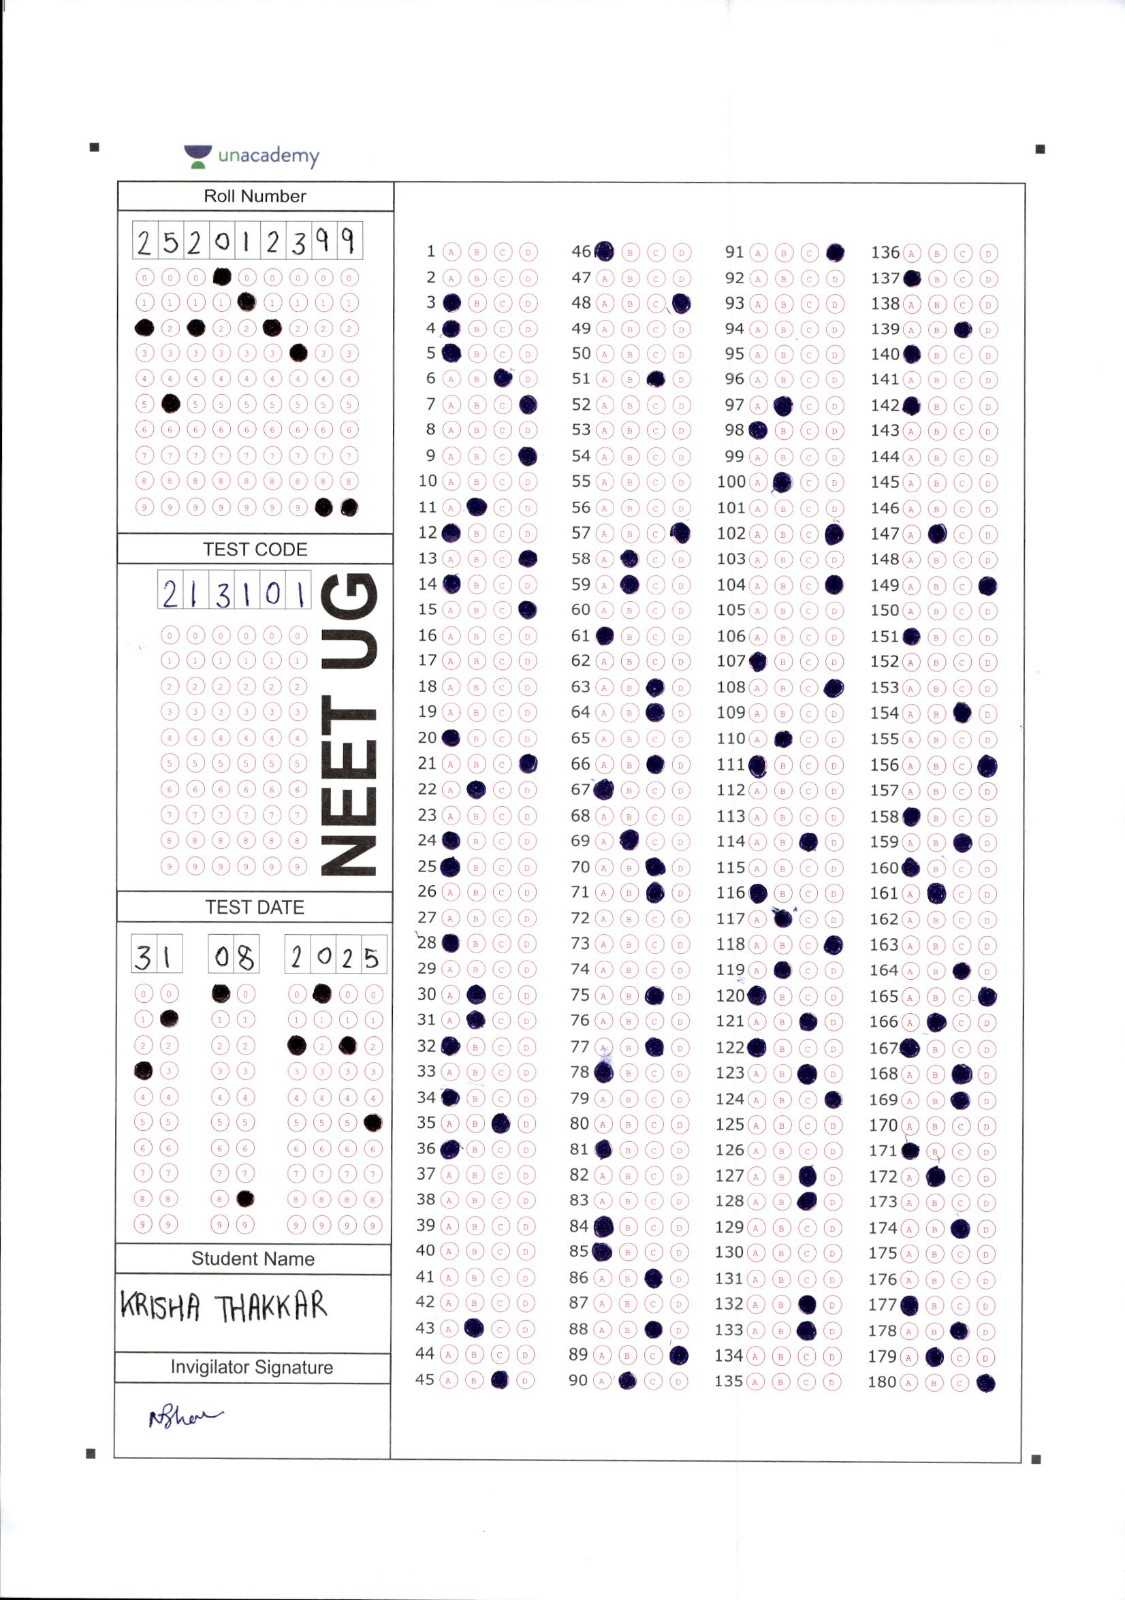 unacademy
Roll Number
2 5 2 0 1 2 3 9 9
TEST CODE
2 1 3 1 0 1
NEET UG
TEST DATE
31 08 2025
Student Name
KRISHA THAKKAR
Invigilator Signature
1 A B C D 46 B C D 91 A B C 136 A B C D
2 A B C D 47 A B C D 92 A B C D 137 B C D
3 B C D 48 A B C 93 A B C D 138 A B C D
4 B C D 49 A B C D 94 A B C D 139 A B D
5 B C D 50 A B C D 95 A B C D 140 B C D
6 A B D 51 A B D 96 A B C D 141 A B C D
7 A B C 52 A B C D 97 A C D 142 B C D
8 A B C D 53 A B C D 98 B C D 143 A B C D
9 A B C 54 A B C D 99 A B C D 144 A B C D
10 A B C D 55 A B C D 100 A C D 145 A B C D
11 A C D 56 A B C D 101 A B C D 146 A B C D
12 B C D 57 A B C 102 A B C 147 A C D
13 A B C 58 A C D 103 A B C D 148 A B C D
14 B C D 59 A C D 104 A B C 149 A B C
15 A B C 60 A B C D 105 A B C D 150 A B C D
16 A B C D 61 B C D 106 A B C D 151 B C D
17 A B C D 62 A B C D 107 B C D 152 A B C D
18 A B C D 63 A B D 108 A B C 153 A B C D
19 A B C D 64 A B D 109 A B C D 154 A B D
20 B C D 65 A B C D 110 A C D 155 A B C D
21 A B C 66 A B D 111 B C D 156 A B C
22 A C D 67 B C D 112 A B C D 157 A B C D
23 A B C D 68 A B C D 113 A B C D 158 B C D
24 B C D 69 A C D 114 A B D 159 A B D
25 B C D 70 A B D 115 A B C D 160 B C D
26 A B C D 71 A B D 116 B C D 161 A C D
27 A B C D 72 A B C D 117 A C D 162 A B C D
28 B C D 73 A B C D 118 A B C 163 A B C D
29 A B C D 74 A B C D 119 A C D 164 A B D
30 A C D 75 A B D 120 B C D 165 A B C
31 A C D 76 A B C D 121 A B D 166 A C D
32 B C D 77 A B D 122 B C D 167 B C D
33 A B C D 78 B C D 123 A B D 168 A B D
34 B C D 79 A B C D 124 A B C 169 A B D
35 A B D 80 A B C D 125 A B C D 170 A B C D
36 B C D 81 B C D 126 A B C D 171 B C D
37 A B C D 82 A B C D 127 A B D 172 A C D
38 A B C D 83 A B C D 128 A B D 173 A B C D
39 A B C D 84 B C D 129 A B C D 174 A B D
40 A B C D 85 B C D 130 A B C D 175 A B C D
41 A B C D 86 A B D 131 A B C D 176 A B C D
42 A B C D 87 A B C D 132 A B D 177 B C D
43 A C D 88 A B D 133 A B D 178 A B D
44 A B C D 89 A B C 134 A B C D 179 A C D
45 A B D 90 A C D 135 A B C D 180 A B C